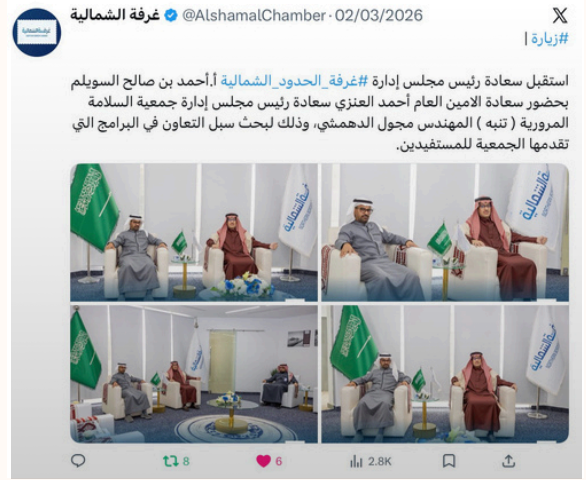 غرفة الشمالية @AlshamalChamber · 02/03/2026
#زيارة |
استقبل سعادة رئيس مجلس إدارة #غرفة_الحدود_الشمالية أ.أحمد بن صالح السويلم
بحضور سعادة الامين العام أحمد العنزي سعادة رئيس مجلس إدارة جمعية السلامة
المرورية ( تنبه ) المهندس مجول الدهمشي، وذلك لبحث سبل التعاون في البرامج التي
تقدمها الجمعية للمستفيدين.
8
6
2.8K